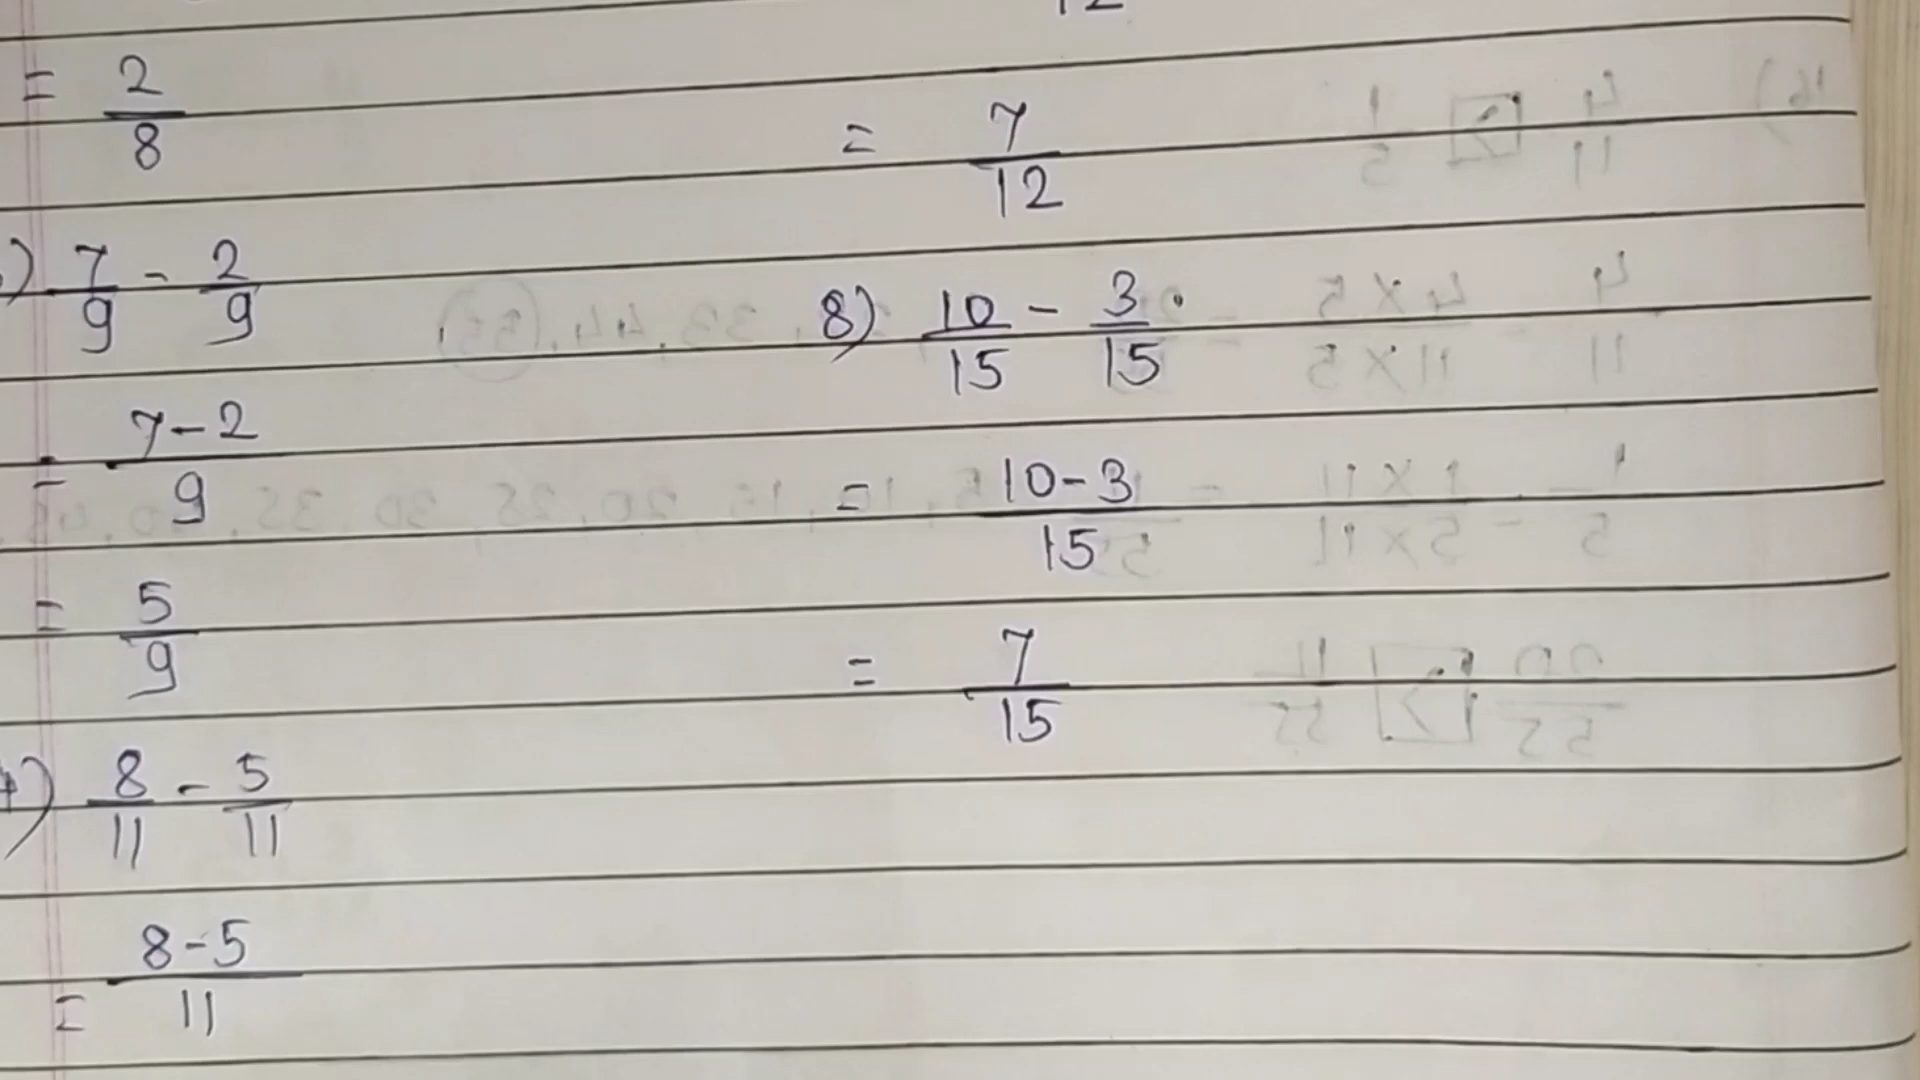 = 2/8
) 7/9 - 2/9
= 7-2/9
= 5/9
) 8/11 - 5/11
= 8-5/11
= 7/12
8) 10/15 - 3/15
= 10-3/15
= 7/15